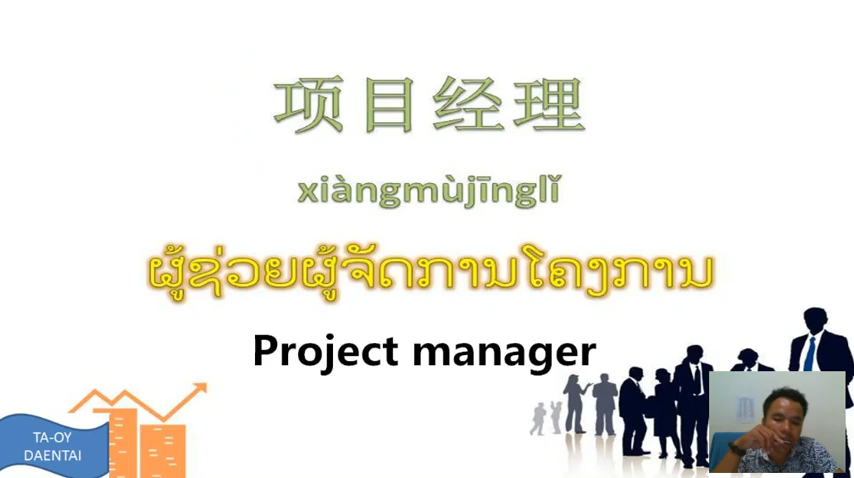 项目经理
xiàngmùjīnglǐ
ຜູ້ຊ່ວຍຜູ້ຈັດການໂຄງການ
Project manager
TA-OY
DAENTAI